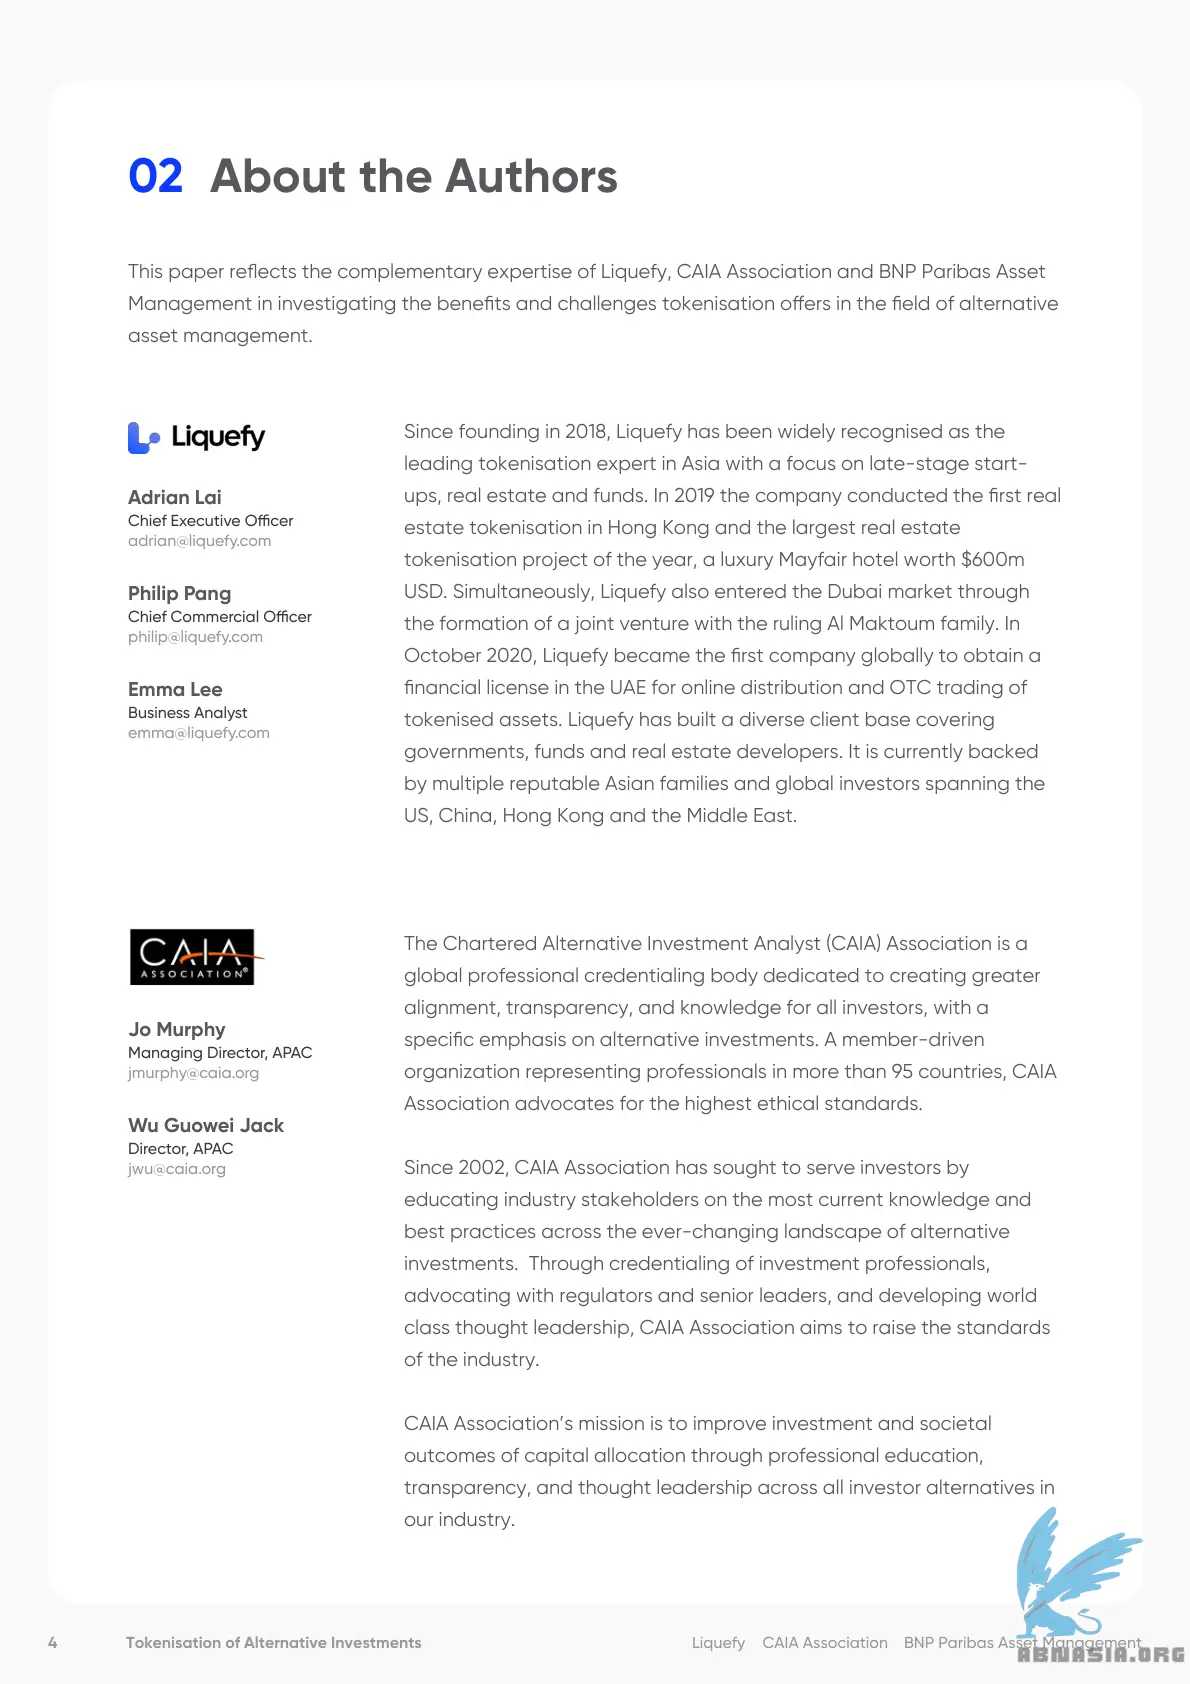 02 About the Authors
This paper reflects the complementary expertise of Liquefy, CAIA Association and BNP Paribas Asset
Management in investigating the benefits and challenges tokenisation offers in the field of alternative
asset management.
Liquefy
Adrian Lai
Chief Executive Officer
adrian@liquefy.com
Philip Pang
Chief Commercial Officer
philip@liquefy.com
Emma Lee
Business Analyst
emma@liquefy.com
Since founding in 2018, Liquefy has been widely recognised as the
leading tokenisation expert in Asia with a focus on late-stage start-
ups, real estate and funds. In 2019 the company conducted the first real
estate tokenisation in Hong Kong and the largest real estate
tokenisation project of the year, a luxury Mayfair hotel worth $600m
USD. Simultaneously, Liquefy also entered the Dubai market through
the formation of a joint venture with the ruling Al Maktoum family. In
October 2020, Liquefy became the first company globally to obtain a
financial license in the UAE for online distribution and OTC trading of
tokenised assets. Liquefy has built a diverse client base covering
governments, funds and real estate developers. It is currently backed
by multiple reputable Asian families and global investors spanning the
US, China, Hong Kong and the Middle East.
CAIA
ASSOCIATION®
Jo Murphy
Managing Director, APAC
jmurphy@caia.org
Wu Guowei Jack
Director, APAC
jwu@caia.org
The Chartered Alternative Investment Analyst (CAIA) Association is a
global professional credentialing body dedicated to creating greater
alignment, transparency, and knowledge for all investors, with a
specific emphasis on alternative investments. A member-driven
organization representing professionals in more than 95 countries, CAIA
Association advocates for the highest ethical standards.
Since 2002, CAIA Association has sought to serve investors by
educating industry stakeholders on the most current knowledge and
best practices across the ever-changing landscape of alternative
investments.  Through credentialing of investment professionals,
advocating with regulators and senior leaders, and developing world
class thought leadership, CAIA Association aims to raise the standards
of the industry.
CAIA Association’s mission is to improve investment and societal
outcomes of capital allocation through professional education,
transparency, and thought leadership across all investor alternatives in
our industry.
4 Tokenisation of Alternative Investments Liquefy CAIA Association BNP Paribas Asset Management
ABMASIA.ORG